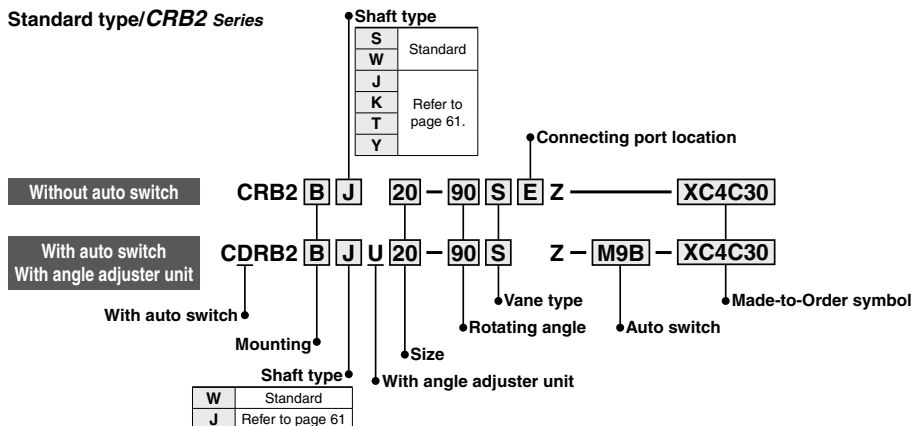 Standard type/CRB2 Series
Shaft type
S
W
Standard
J
K
T
Y
Refer to
page 61.
Connecting port location
Without auto switch
CRB2 B J 20 – 90 S E Z XC4C30
With auto switch
With angle adjuster unit
CDRB2 B J U 20 – 90 S Z – M9B – XC4C30
With auto switch
Mounting
Shaft type
W Standard
J Refer to page 61
With angle adjuster unit
Size
Rotating angle
Vane type
Auto switch
Made-to-Order symbol